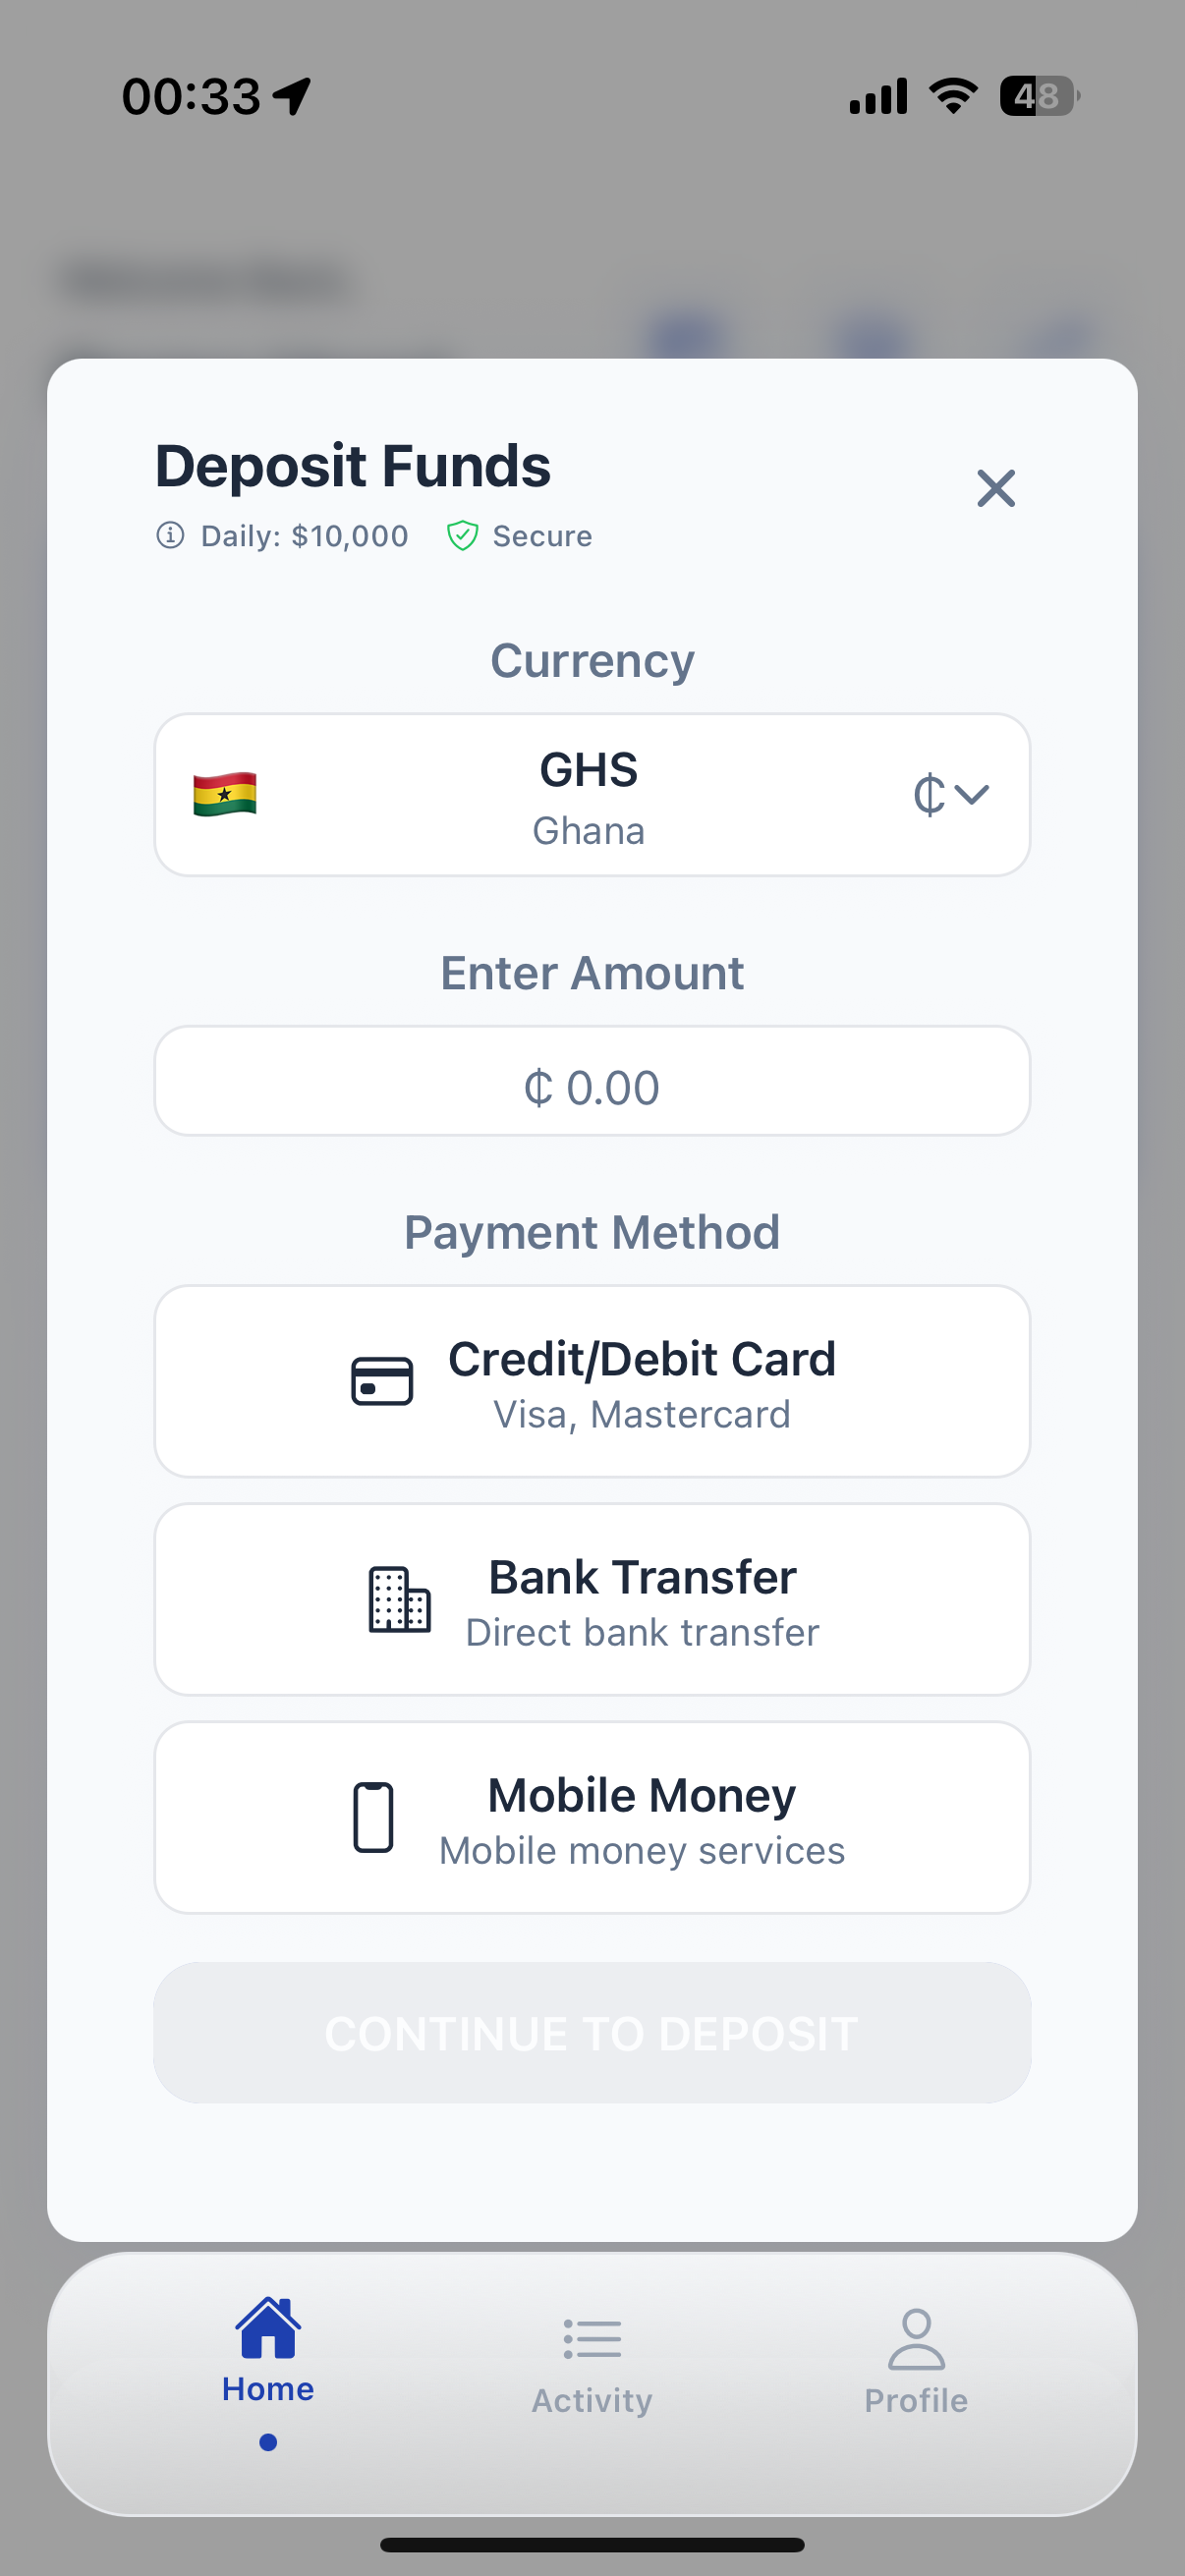 00:33
48
Deposit Funds
Daily: $10,000 Secure
Currency
GHS
Ghana
₵
Enter Amount
₵ 0.00
Payment Method
Credit/Debit Card
Visa, Mastercard
Bank Transfer
Direct bank transfer
Mobile Money
Mobile money services
CONTINUE TO DEPOSIT
Home
Activity
Profile